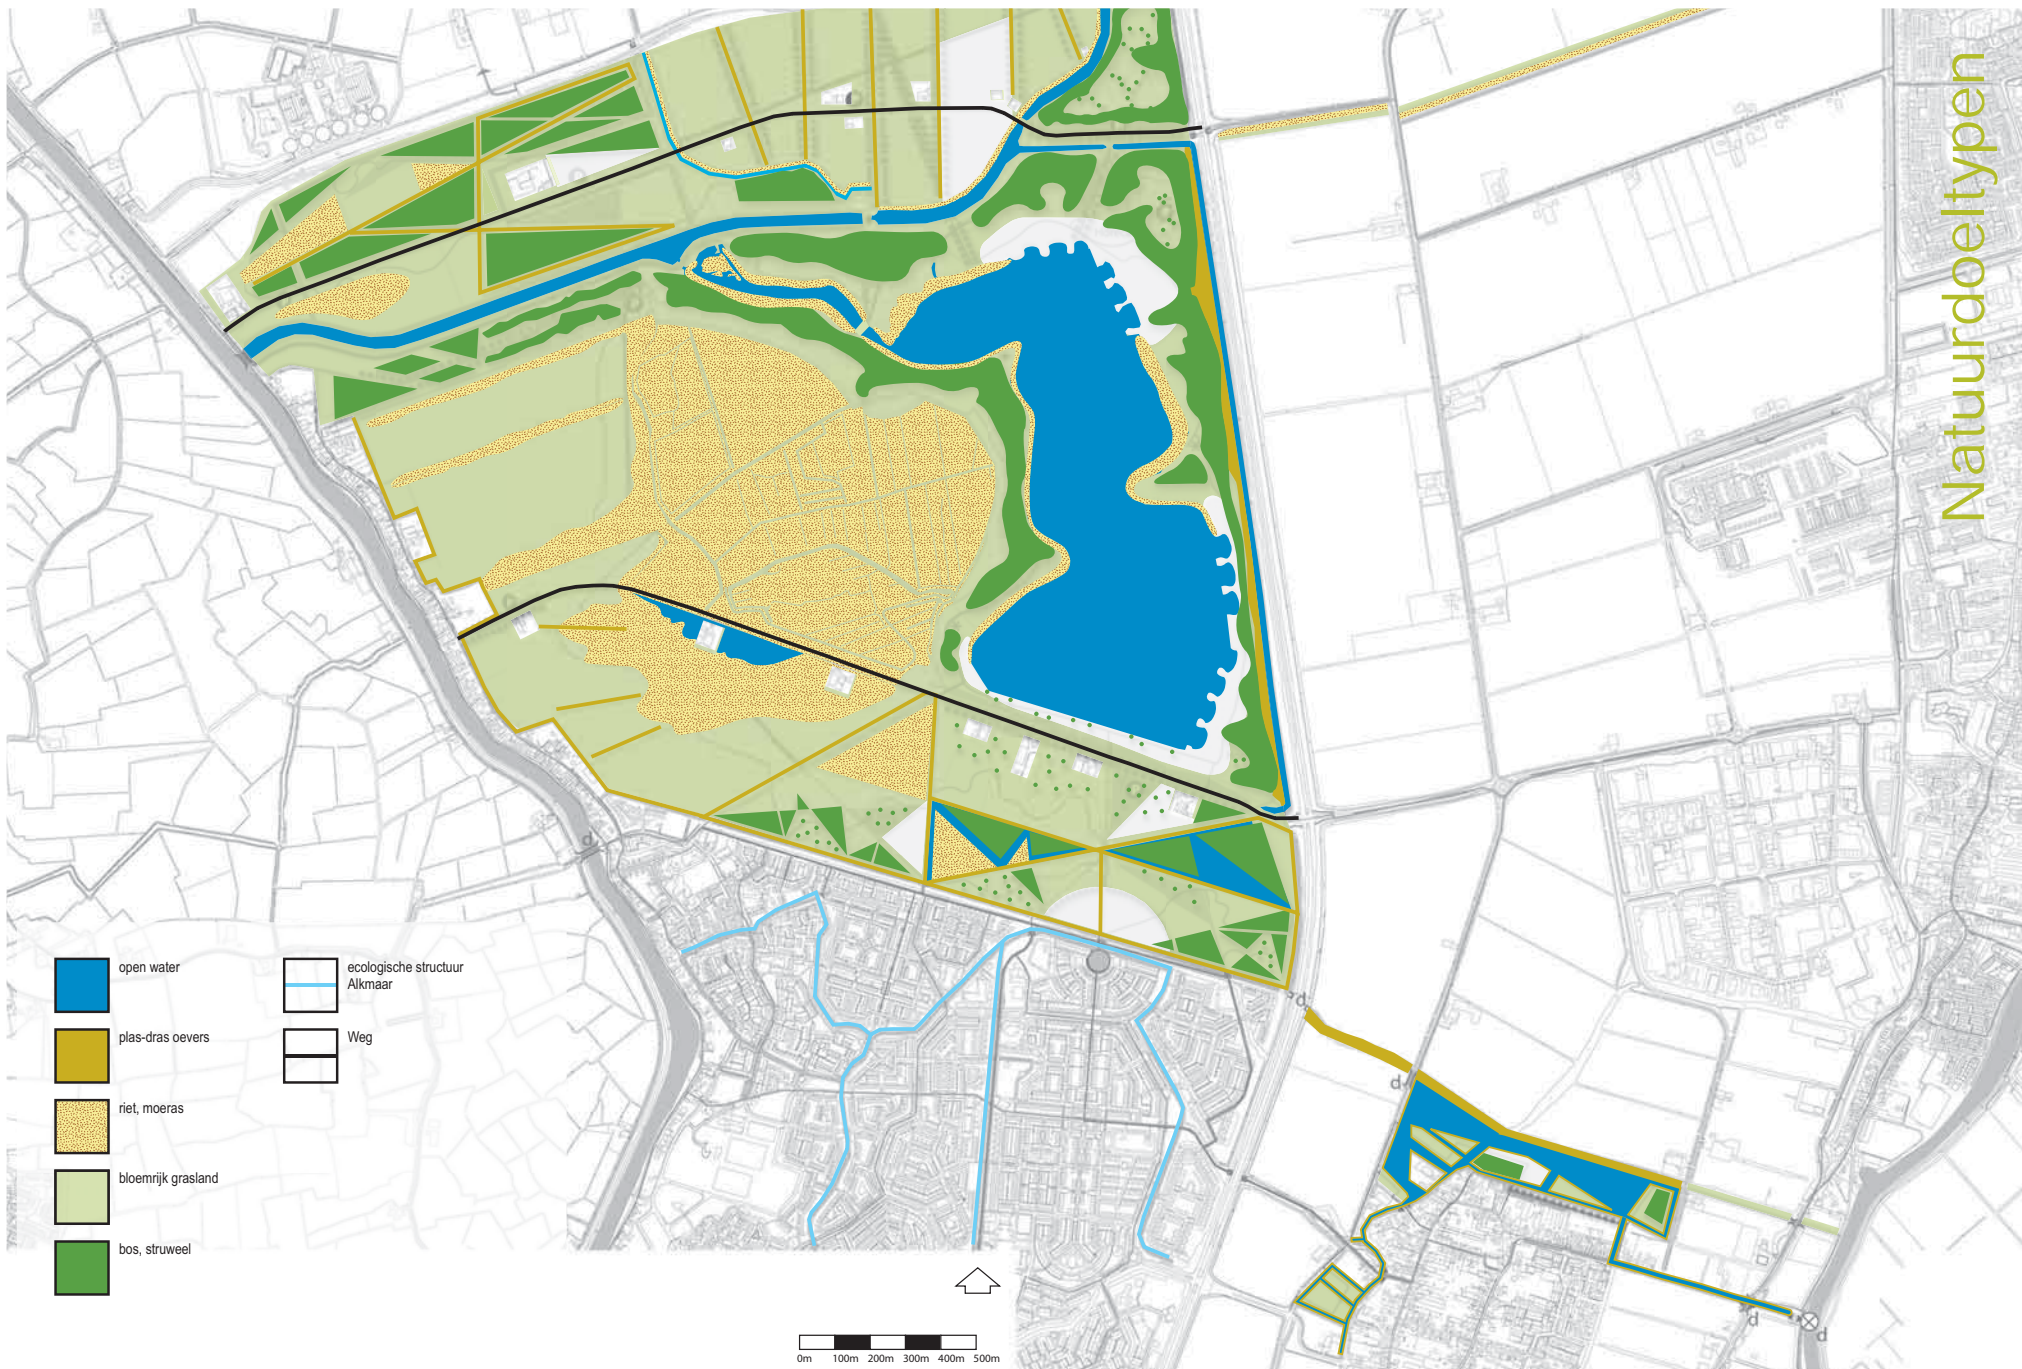 Natuurdoeltypen
open water
plas-dras oevers
riet, moeras
bloemrijk grasland
bos, struweel
ecologische structuur
Alkmaar
Weg
d
d
d
d
d
0m 100m 200m 300m 400m 500m